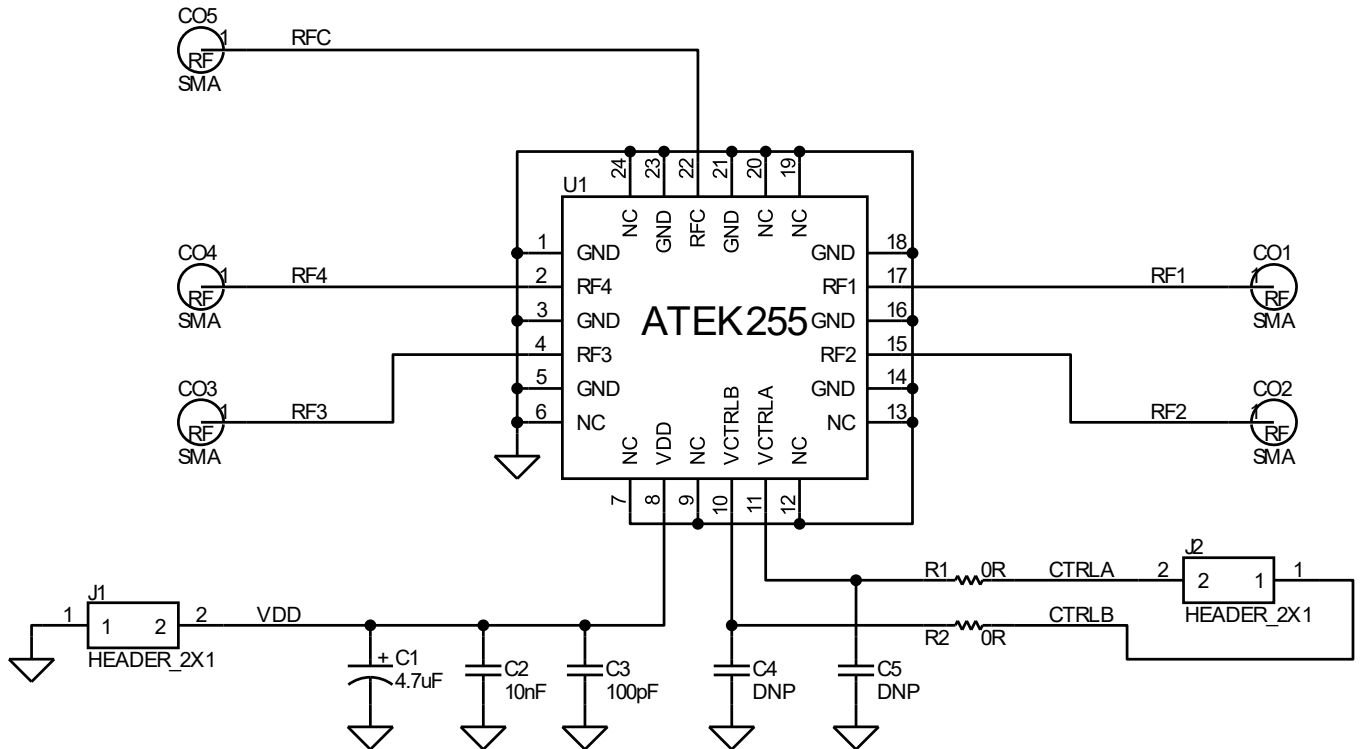 CO5
1
RF
SMA
RFC
24
23
22
21
20
19
U1
NC
GND
RFC
GND
NC
NC
1
GND
GND
18
CO4
1
RF
SMA
RF4
2
RF4
RF1
17
RF1
CO1
1
RF
SMA
3
GND
ATEK255
GND
16
4
RF3
RF2
15
CO3
1
RF
SMA
RF3
5
GND
GND
14
6
NC
NC
13
RF2
CO2
1
RF
SMA
NC
VDD
NC
VCTRLB
VCTRLA
NC
7
8
9
10
11
12
J1
1
1
2
2
HEADER_2X1
VDD
R1
0R
CTRLA
J2
2
2
1
1
HEADER_2X1
R2
0R
CTRLB
+
C1
4.7uF
C2
10nF
C3
100pF
C4
DNP
C5
DNP